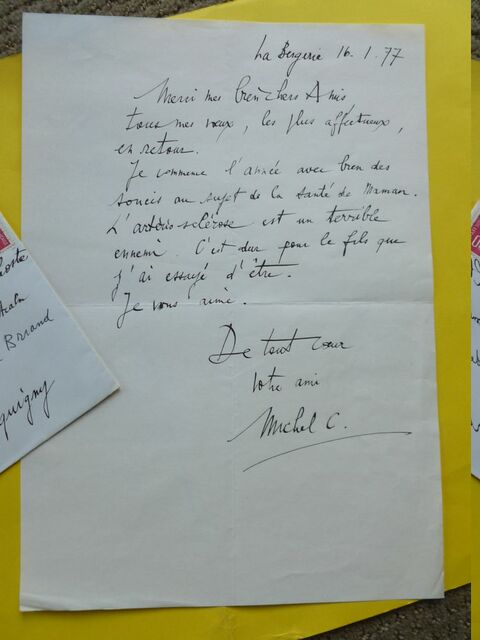 La Bergerie 16.1.77
Merci mes bien chers Amis
tous mes vœux, les plus affectueux,
en retour.
Je commence l'année avec bien des
soucis au sujet de la santé de Maman.
L'artério-sclérose est un terrible
ennemi. C'est dur pour le fils que
j'ai essayé d'être.
Je vous aime.
De tout cœur
votre ami
Michel C.
Briand